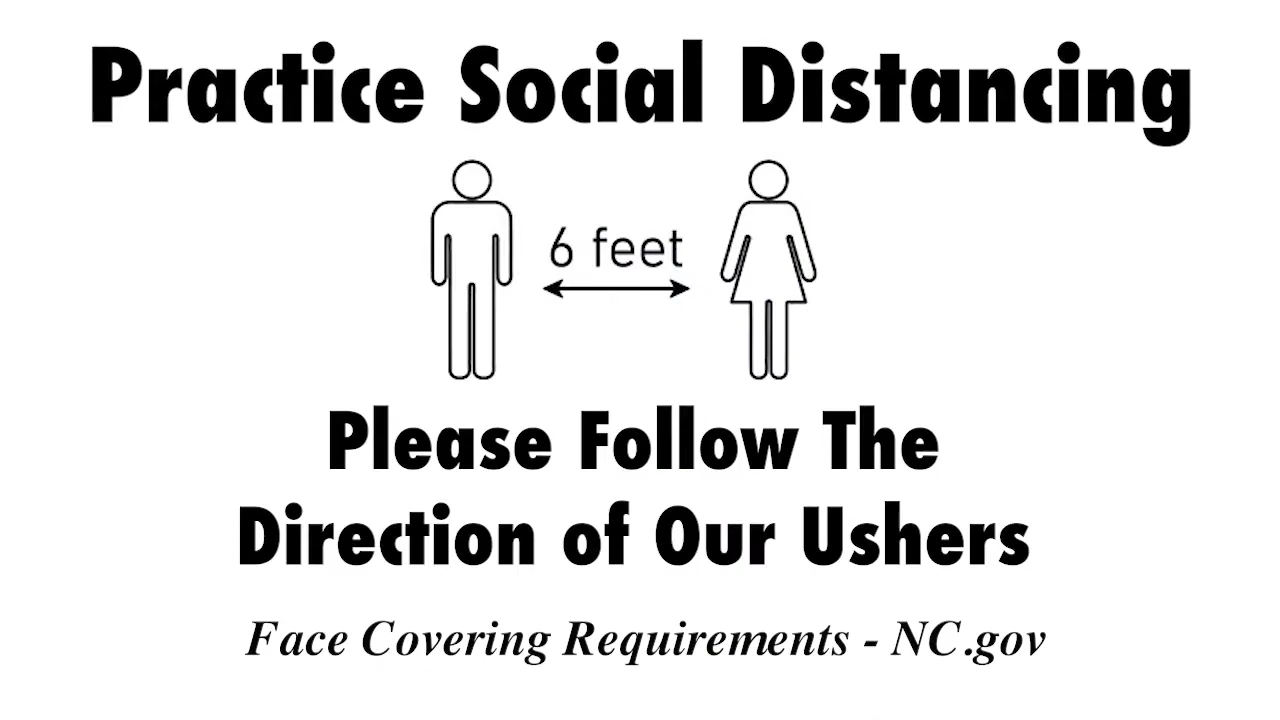 Practice Social Distancing
6 feet
Please Follow The
Direction of Our Ushers
Face Covering Requirements - NC.gov